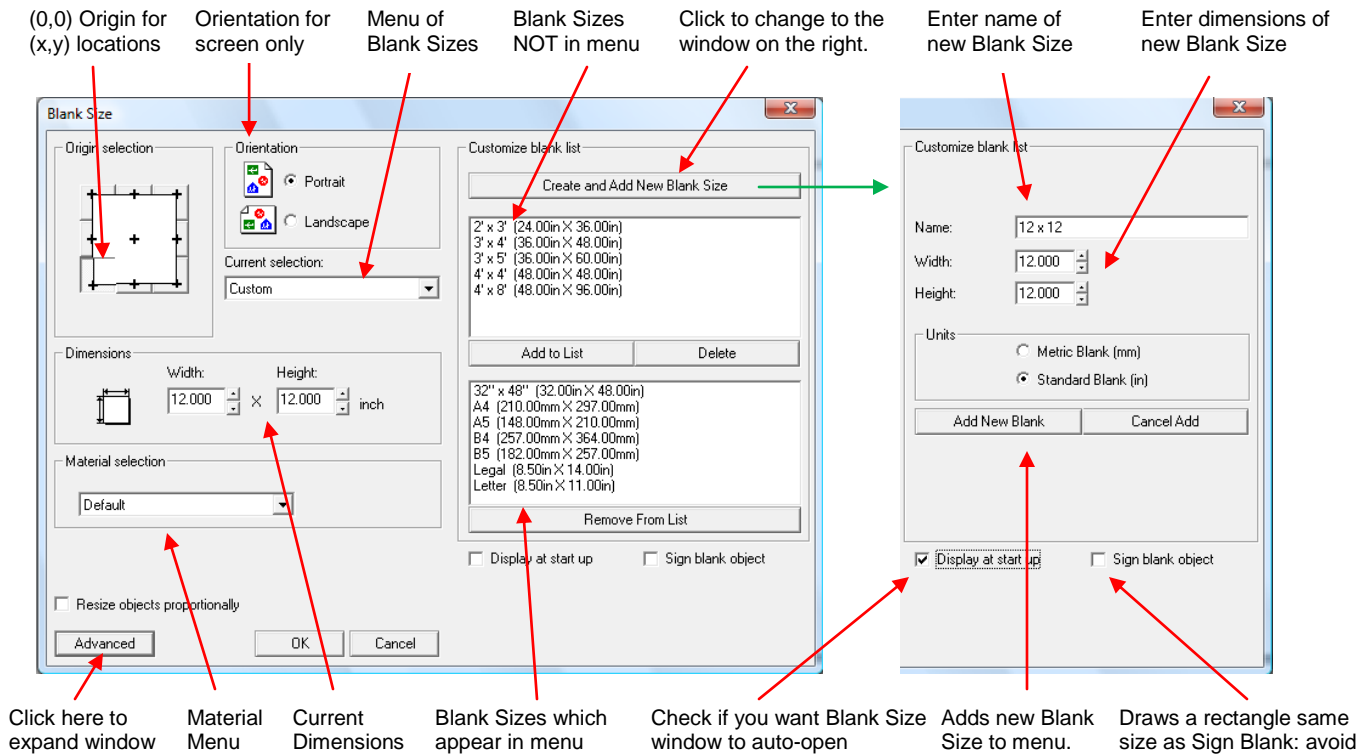 (0,0) Origin for
(x,y) locations
Orientation for
screen only
Menu of
Blank Sizes
Blank Sizes
NOT in menu
Click to change to the
window on the right.
Enter name of
new Blank Size
Enter dimensions of
new Blank Size
Blank Size
Origin selection
Orientation
Portrait
Landscape
Current selection:
Custom
Dimensions
Width:
Height:
12.000
X
12.000
inch
Material selection
Default
Resize objects proportionally
Advanced
OK
Cancel
Customize blank list
Create and Add New Blank Size
2' x 3' (24.00in X 36.00in)
3' x 4' (36.00in X 48.00in)
3' x 5' (36.00in X 60.00in)
4' x 4' (48.00in X 48.00in)
4' x 8' (48.00in X 96.00in)
Add to List
Delete
32" x 48" (32.00in X 48.00in)
A4 (210.00mm X 297.00mm)
A5 (148.00mm X 210.00mm)
B4 (257.00mm X 364.00mm)
B5 (182.00mm X 257.00mm)
Legal (8.50in X 14.00in)
Letter (8.50in X 11.00in)
Remove From List
Display at start up
Sign blank object
Customize blank list
Name:
12 x 12
Width:
12.000
Height:
12.000
Units
Metric Blank (mm)
Standard Blank (in)
Add New Blank
Cancel Add
Display at start up
Sign blank object
Click here to
expand window
Material
Menu
Current
Dimensions
Blank Sizes which
appear in menu
Check if you want Blank Size
window to auto-open
Adds new Blank
Size to menu.
Draws a rectangle same
size as Sign Blank: avoid